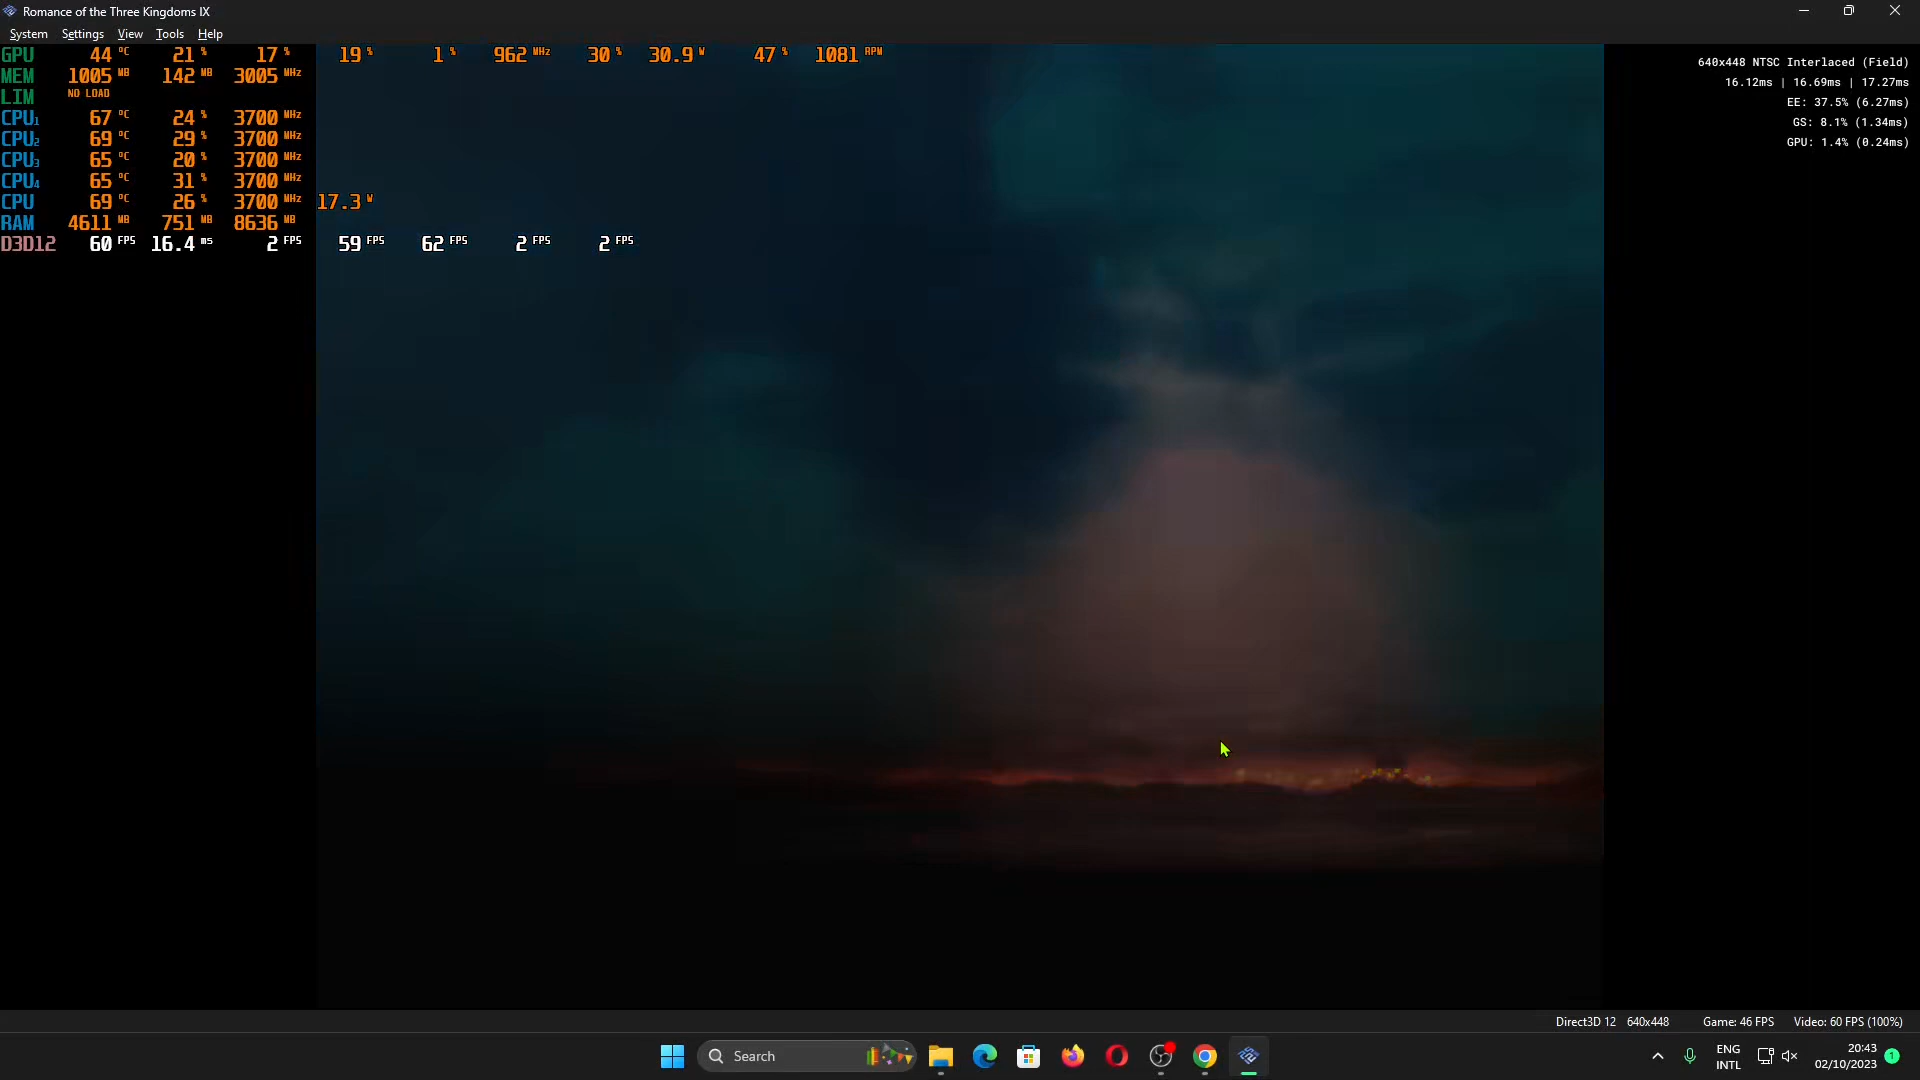 Romance of the Three Kingdoms IX
System Settings View Tools Help
GPU 44 °C 21 % 17 % 19 % 1 % 962 MHz 30 % 30.9 W 47 % 1081 RPM
MEM 1005 MB 142 MB 3005 MHz
LIM NO LOAD
CPU1 67 °C 24 % 3700 MHz
CPU2 69 °C 29 % 3700 MHz
CPU3 65 °C 20 % 3700 MHz
CPU4 65 °C 31 % 3700 MHz
CPU 69 °C 26 % 3700 MHz 17.3 W
RAM 4611 MB 751 MB 8636 MB
D3D12 60 FPS 16.4 ms 2 FPS 59 FPS 62 FPS 2 FPS 2 FPS
640x448 NTSC Interlaced (Field)
16.12ms | 16.69ms | 17.27ms
EE: 37.5% (6.27ms)
GS: 8.1% (1.34ms)
GPU: 1.4% (0.24ms)
Direct3D 12 640x448 Game: 46 FPS Video: 60 FPS (100%)
Search
ENG
INTL
20:43
02/10/2023
1